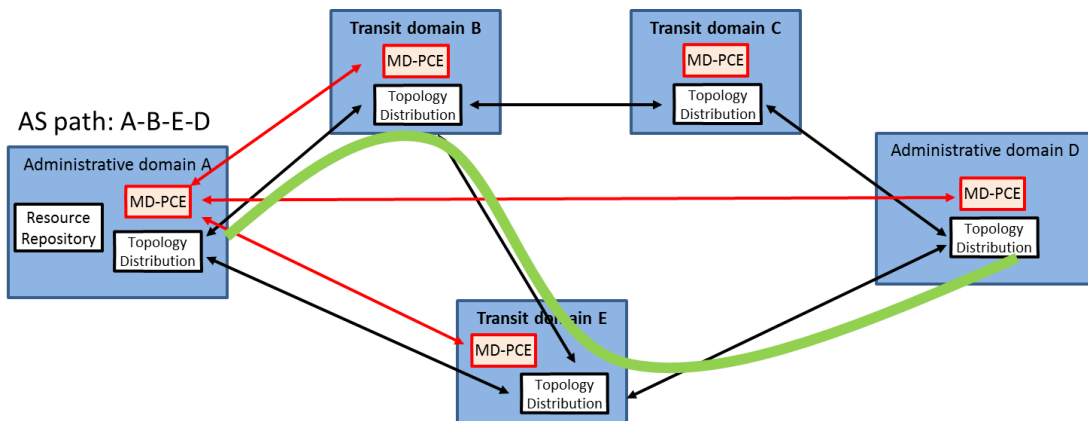 Transit domain B
MD-PCE
Topology
Distribution
Transit domain C
MD-PCE
Topology
Distribution
AS path: A-B-E-D
Administrative domain A
MD-PCE
Resource
Repository
Topology
Distribution
Administrative domain D
MD-PCE
Topology
Distribution
Transit domain E
MD-PCE
Topology
Distribution